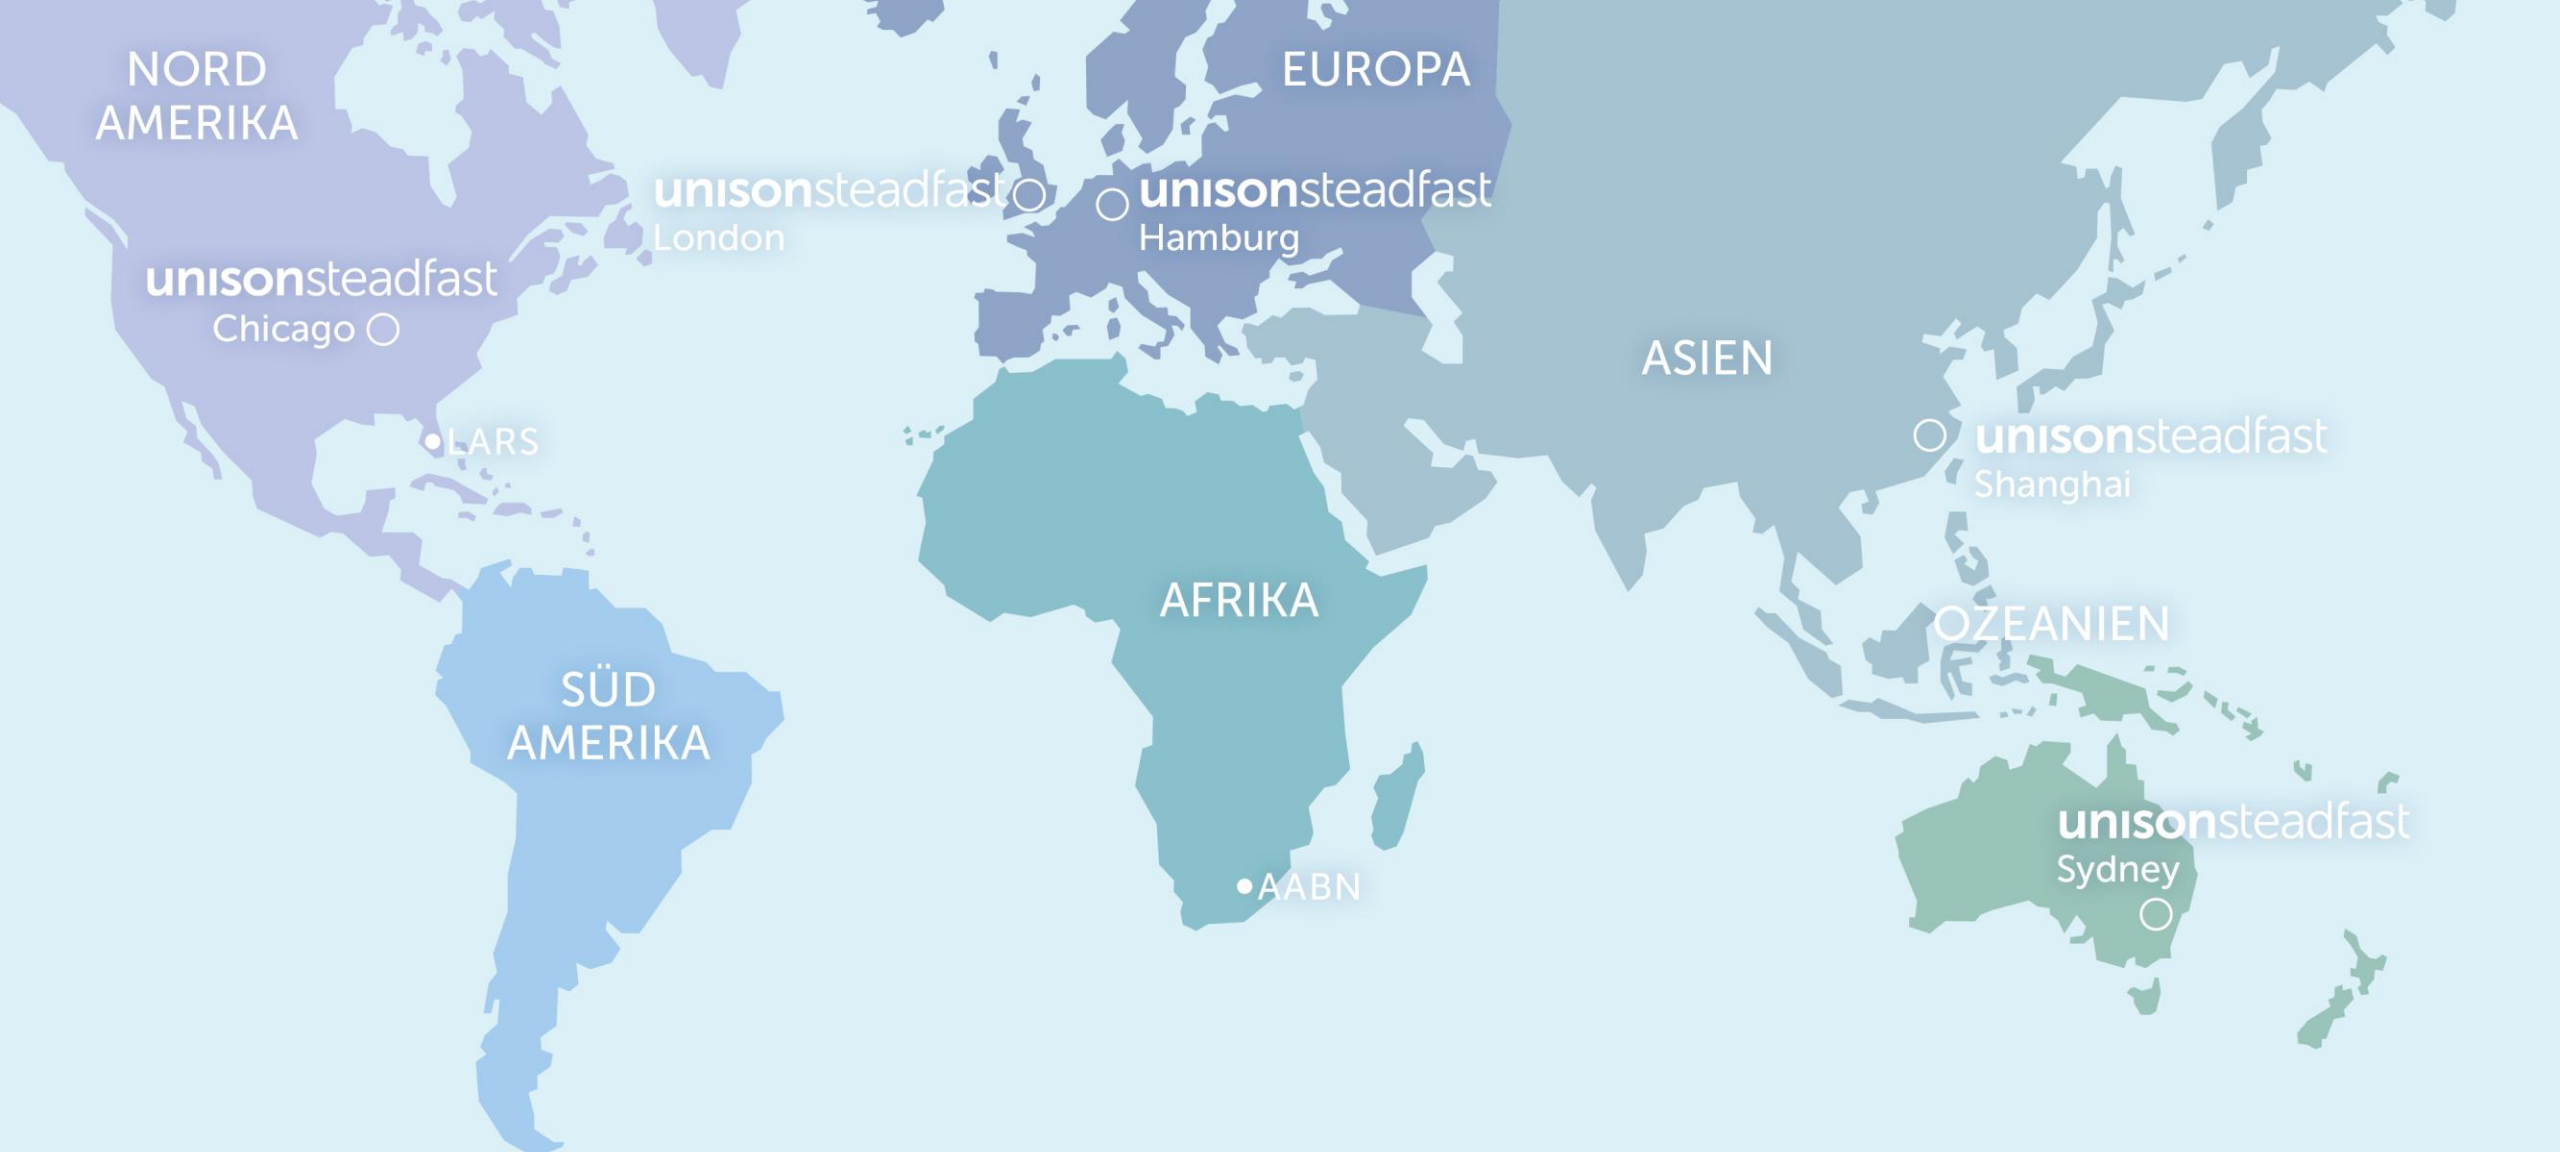 NORD
AMERIKA
EUROPA
unisonsteadfast
London
unisonsteadfast
Hamburg
unisonsteadfast
Chicago
ASIEN
LARS
unisonsteadfast
Shanghai
AFRIKA
OZEANIEN
SÜD
AMERIKA
unisonsteadfast
Sydney
AABN